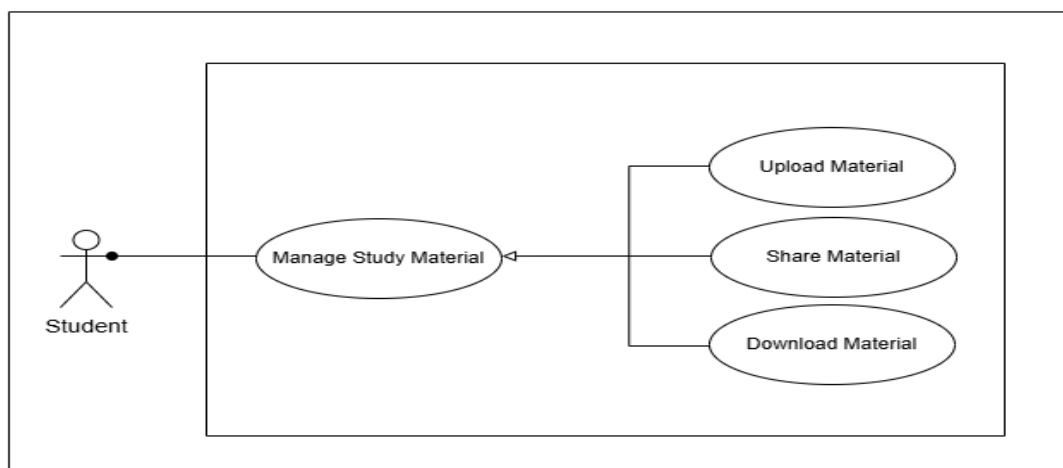 Upload Material
Manage Study Material
Share Material
Student
Download Material